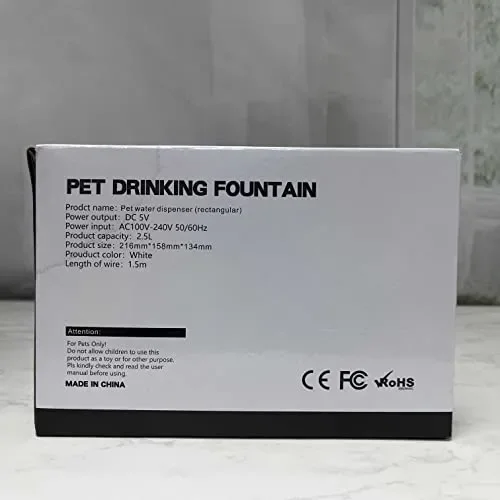 PET DRINKING FOUNTAIN
Prodct name: Pet water dispenser (rectangular)
Power output: DC 5V
Power input: AC100V-240V 50/60Hz
Product capacity: 2.5L
Product size: 216mm*158mm*134mm
Prouduct color: White
Length of wire: 1.5m
Attention:
For Pets Only!
Do not allow children to use this
product as a toy or for other purpose.
Pls kindly check and read the user
manual before using.
MADE IN CHINA
CE FC RoHS